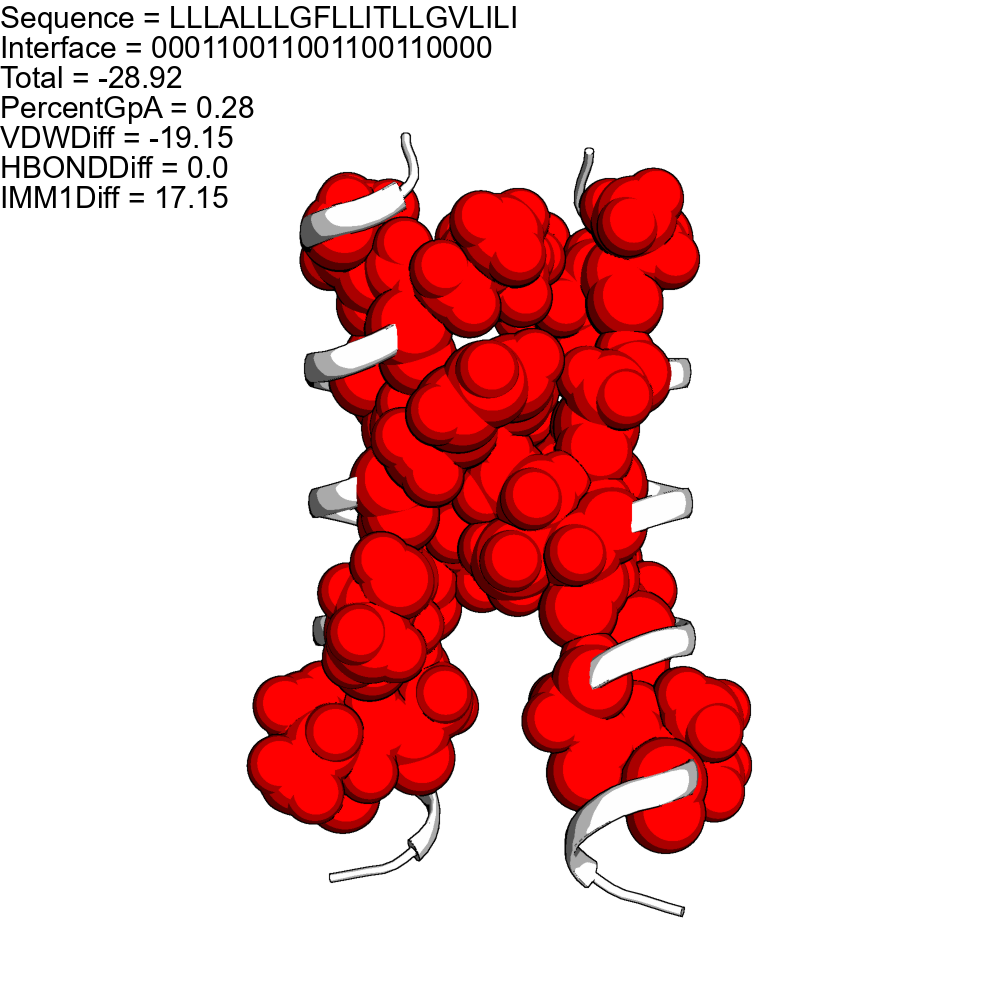 Sequence = LLLALLLGFLLITLLGVLILI
Interface = 000110011001100110000
Total = -28.92
PercentGpA = 0.28
VDWDiff = -19.15
HBONDDiff = 0.0
IMM1Diff = 17.15